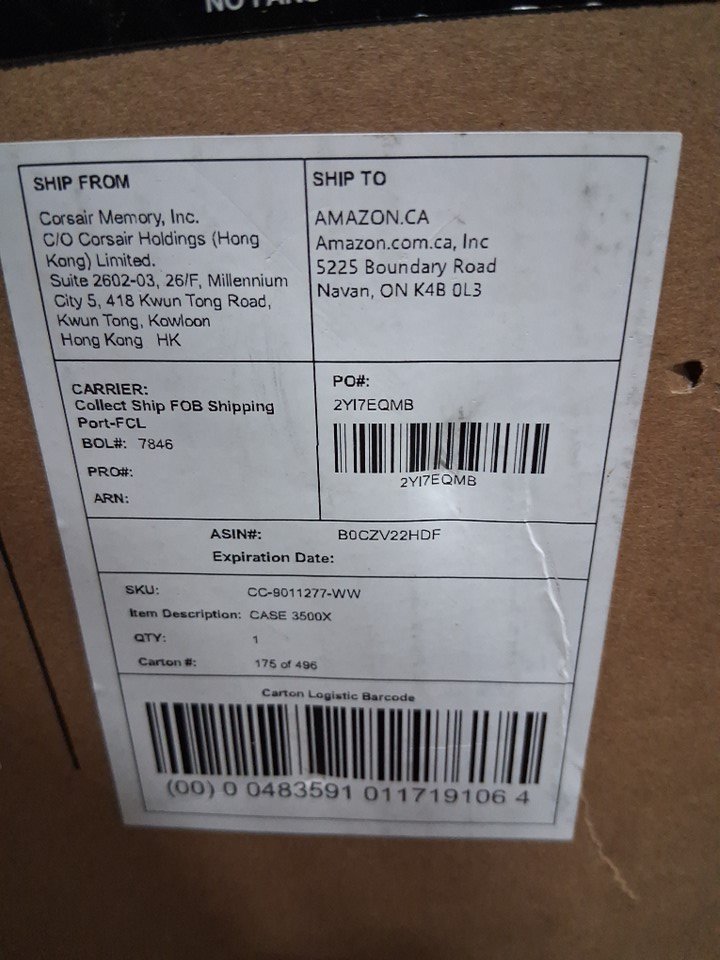 NO
SHIP FROM
Corsair Memory, Inc.
C/O Corsair Holdings (Hong
Kong) Limited.
Suite 2602-03, 26/F, Millennium
City 5, 418 Kwun Tong Road,
Kwun Tong, Kowloon
Hong Kong HK
SHIP TO
AMAZON.CA
Amazon.com.ca, Inc
5225 Boundary Road
Navan, ON K4B 0L3
CARRIER:
Collect Ship FOB Shipping
Port-FCL
BOL#: 7846
PRO#:
ARN:
PO#:
2YI7EQMB
2YI7EQMB
ASIN#: B0CZV22HDF
Expiration Date:
SKU: CC-9011277-WW
Item Description: CASE 3500X
QTY: 1
Carton #: 175 of 496
Carton Logistic Barcode
(00) 0 0483591 011719106 4